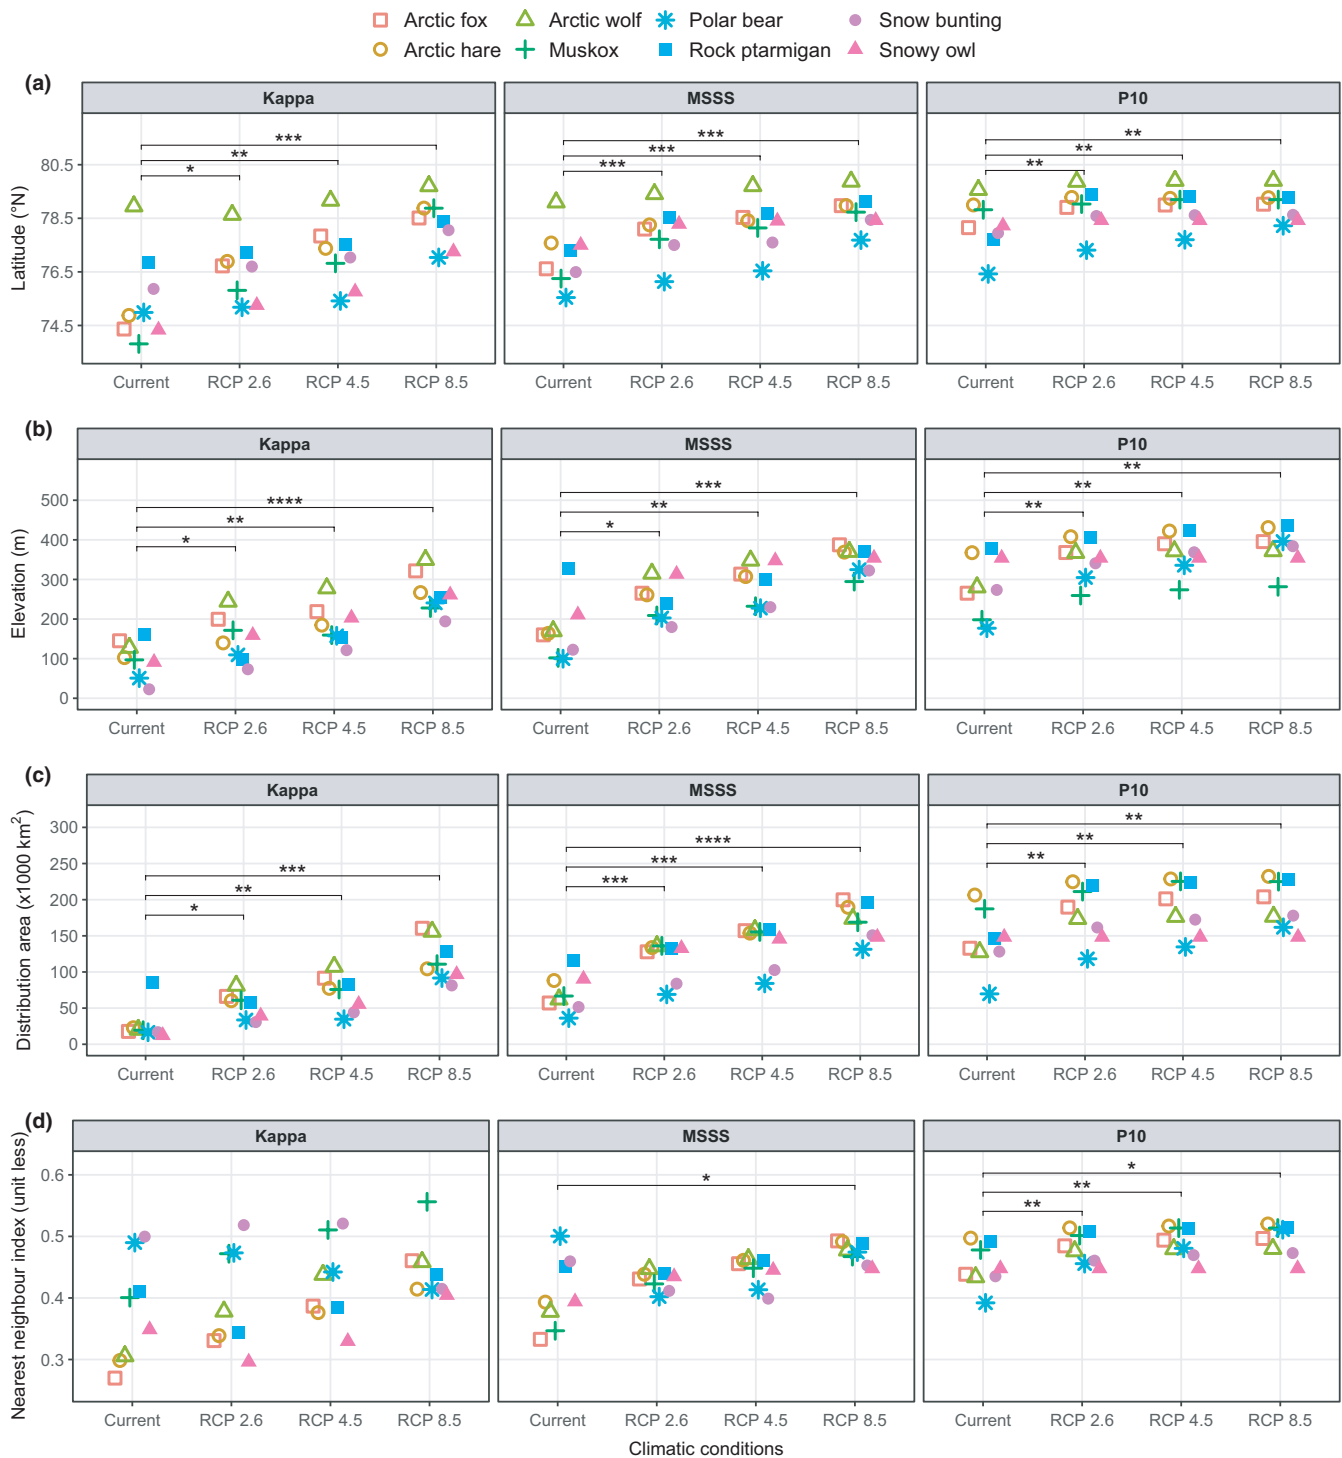 Arctic fox Arctic wolf Polar bear Snow bunting
Arctic hare Muskox Rock ptarmigan Snowy owl
(a)
Kappa MSSS P10
Latitude (°N)
80.5
78.5
76.5
74.5
*** ** *
*** *** ***
** ** **
Current RCP 2.6 RCP 4.5 RCP 8.5 Current RCP 2.6 RCP 4.5 RCP 8.5 Current RCP 2.6 RCP 4.5 RCP 8.5
(b)
Kappa MSSS P10
Elevation (m)
500
400
300
200
100
0
**** ** *
*** ** *
** ** **
Current RCP 2.6 RCP 4.5 RCP 8.5 Current RCP 2.6 RCP 4.5 RCP 8.5 Current RCP 2.6 RCP 4.5 RCP 8.5
(c)
Kappa MSSS P10
Distribution area (x1000 km²)
300
250
200
150
100
50
0
*** ** *
**** *** ***
** ** **
Current RCP 2.6 RCP 4.5 RCP 8.5 Current RCP 2.6 RCP 4.5 RCP 8.5 Current RCP 2.6 RCP 4.5 RCP 8.5
(d)
Kappa MSSS P10
Nearest neighbour index (unit less)
0.6
0.5
0.4
0.3
*
* ** **
Current RCP 2.6 RCP 4.5 RCP 8.5 Current RCP 2.6 RCP 4.5 RCP 8.5 Current RCP 2.6 RCP 4.5 RCP 8.5
Climatic conditions